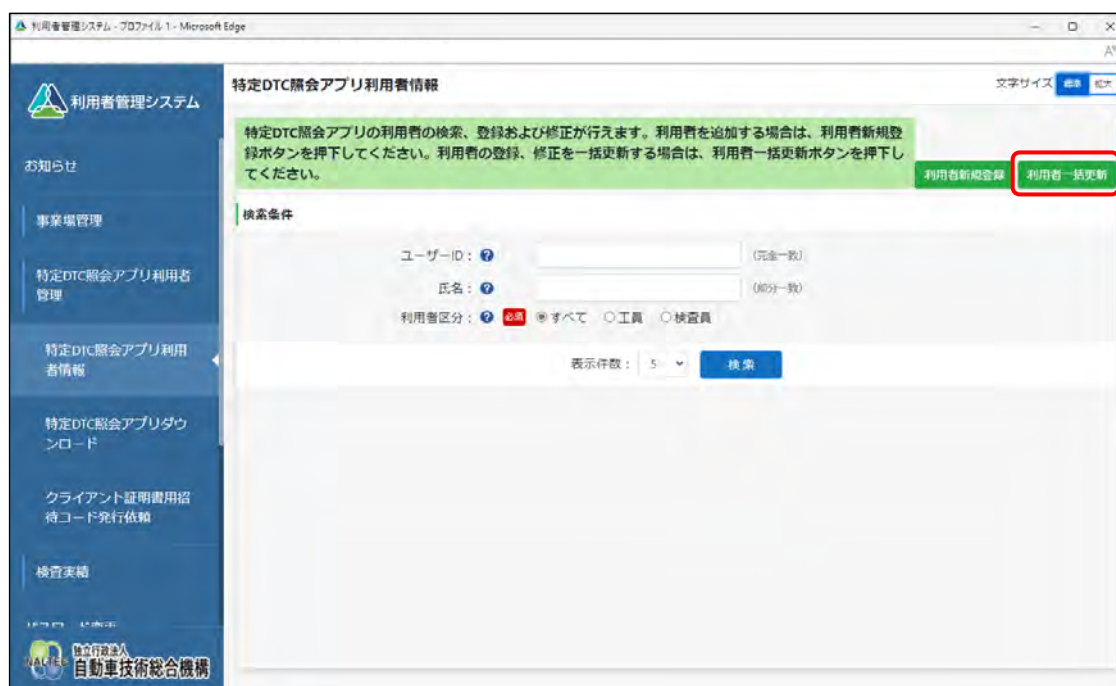 利用者管理システム - プロファイル 1 - Microsoft Edge
利用者管理システム
特定DTC照会アプリ利用者情報
文字サイズ 標準 拡大
特定DTC照会アプリの利用者の検索、登録および修正が行えます。利用者を追加する場合は、利用者新規登
録ボタンを押下してください。利用者の登録、修正を一括更新する場合は、利用者一括更新ボタンを押下し
てください。
利用者新規登録 利用者一括更新
お知らせ
事業場管理
特定DTC照会アプリ利用者
管理
特定DTC照会アプリ利用
者情報
特定DTC照会アプリダウ
ンロード
クライアント証明書用招
待コード発行依頼
検査実績
独立行政法人
NALTEC 自動車技術総合機構
検索条件
ユーザーID: ? (完全一致)
氏名: ? (部分一致)
利用者区分: ? 必須 すべて 工員 検査員
表示件数: 5 検索